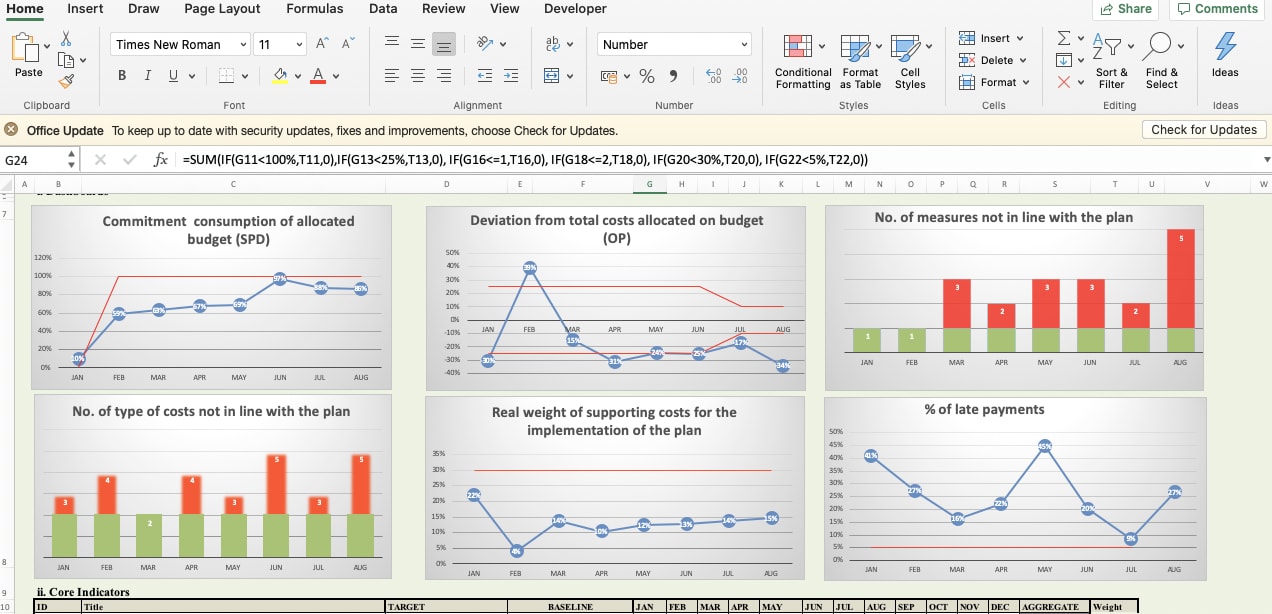 Home Insert Draw Page Layout Formulas Data Review View Developer Share Comments
Times New Roman 11 Number Insert
Paste Conditional Formatting Format as Table Cell Styles Delete Sort & Filter Find & Select Ideas
B I U Format
Clipboard Font Alignment Number Styles Cells Editing Ideas
Office Update To keep up to date with security updates, fixes and improvements, choose Check for Updates. Check for Updates
G24 fx =SUM(IF(G11<100%,T11,0),IF(G13<25%,T13,0), IF(G16<=1,T16,0), IF(G18<=2,T18,0), IF(G20<30%,T20,0), IF(G22<5%,T22,0))
A B C D E F G H I J K L M N O P Q R S T U V W
7
Commitment consumption of allocated
budget (SPD)
120%
100%
80%
60%
40%
20%
0%
10% 59% 67% 69% 97% 86%
JAN FEB MAR APR MAY JUN JUL AUG
Deviation from total costs allocated on budget
(OP)
50%
40%
30%
20%
10%
0%
-10%
-20%
-30%
-40%
39%
JAN FEB MAR APR MAY JUN JUL AUG
30% 15% 31% 24% 25% 17% 34%
No. of measures not in line with the plan
1 1 3 2 3 3 2 5
JAN FEB MAR APR MAY JUN JUL AUG
No. of type of costs not in line with the plan
3 4 2 4 3 5 3 5
JAN FEB MAR APR MAY JUN JUL AUG
Real weight of supporting costs for the
implementation of the plan
35%
30%
25%
20%
15%
10%
5%
0%
22% 4% 14% 10% 12% 13% 14% 15%
JAN FEB MAR APR MAY JUN JUL AUG
% of late payments
50%
45%
40%
35%
30%
25%
20%
15%
10%
5%
0%
41% 27% 16% 22% 45% 20% 9% 27%
JAN FEB MAR APR MAY JUN JUL AUG
8
9 ii. Core Indicators
10 ID Title TARGET BASELINE JAN FEB MAR APR MAY JUN JUL AUG SEP OCT NOV DEC AGGREGATE Weight